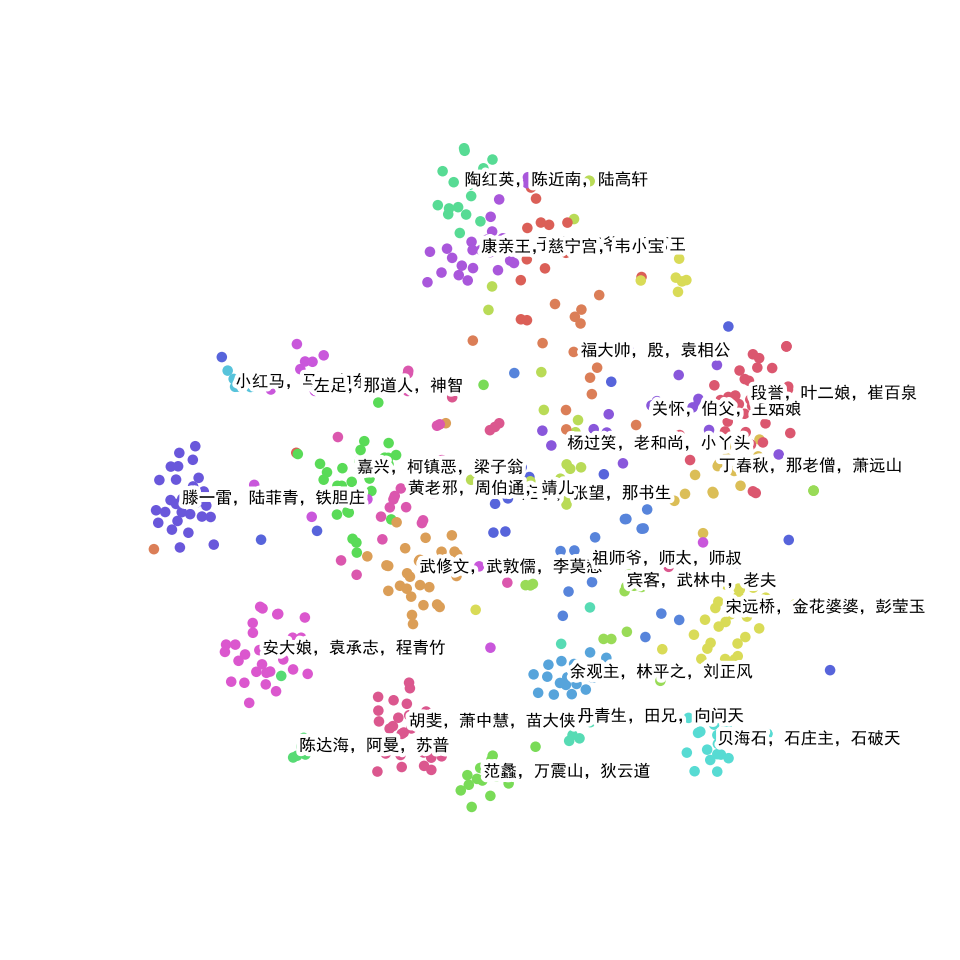 陶红英，陈近南，陆高轩
康亲王，慈宁宫，韦小宝 王
福大帅，殷，袁相公
小红马， 左足 那道人，神智
段誉，叶二娘，崔百泉
关怀，伯父，王姑娘
杨过笑，老和尚，小丫头
嘉兴，柯镇恶，梁子翁
丁春秋，那老僧，萧远山
黄老邪，周伯通，靖儿 张望，那书生
滕一雷，陆菲青，铁胆庄
祖师爷，师太，师叔
武修文，武敦儒，李莫愁
宾客，武林中，老夫
宋远桥，金花婆婆，彭莹玉
安大娘，袁承志，程青竹
余观主，林平之，刘正风
胡斐，萧中慧，苗大侠
丹青生，田兄，向问天
贝海石，石庄主，石破天
陈达海，阿曼，苏普
范蠡，万震山，狄云道